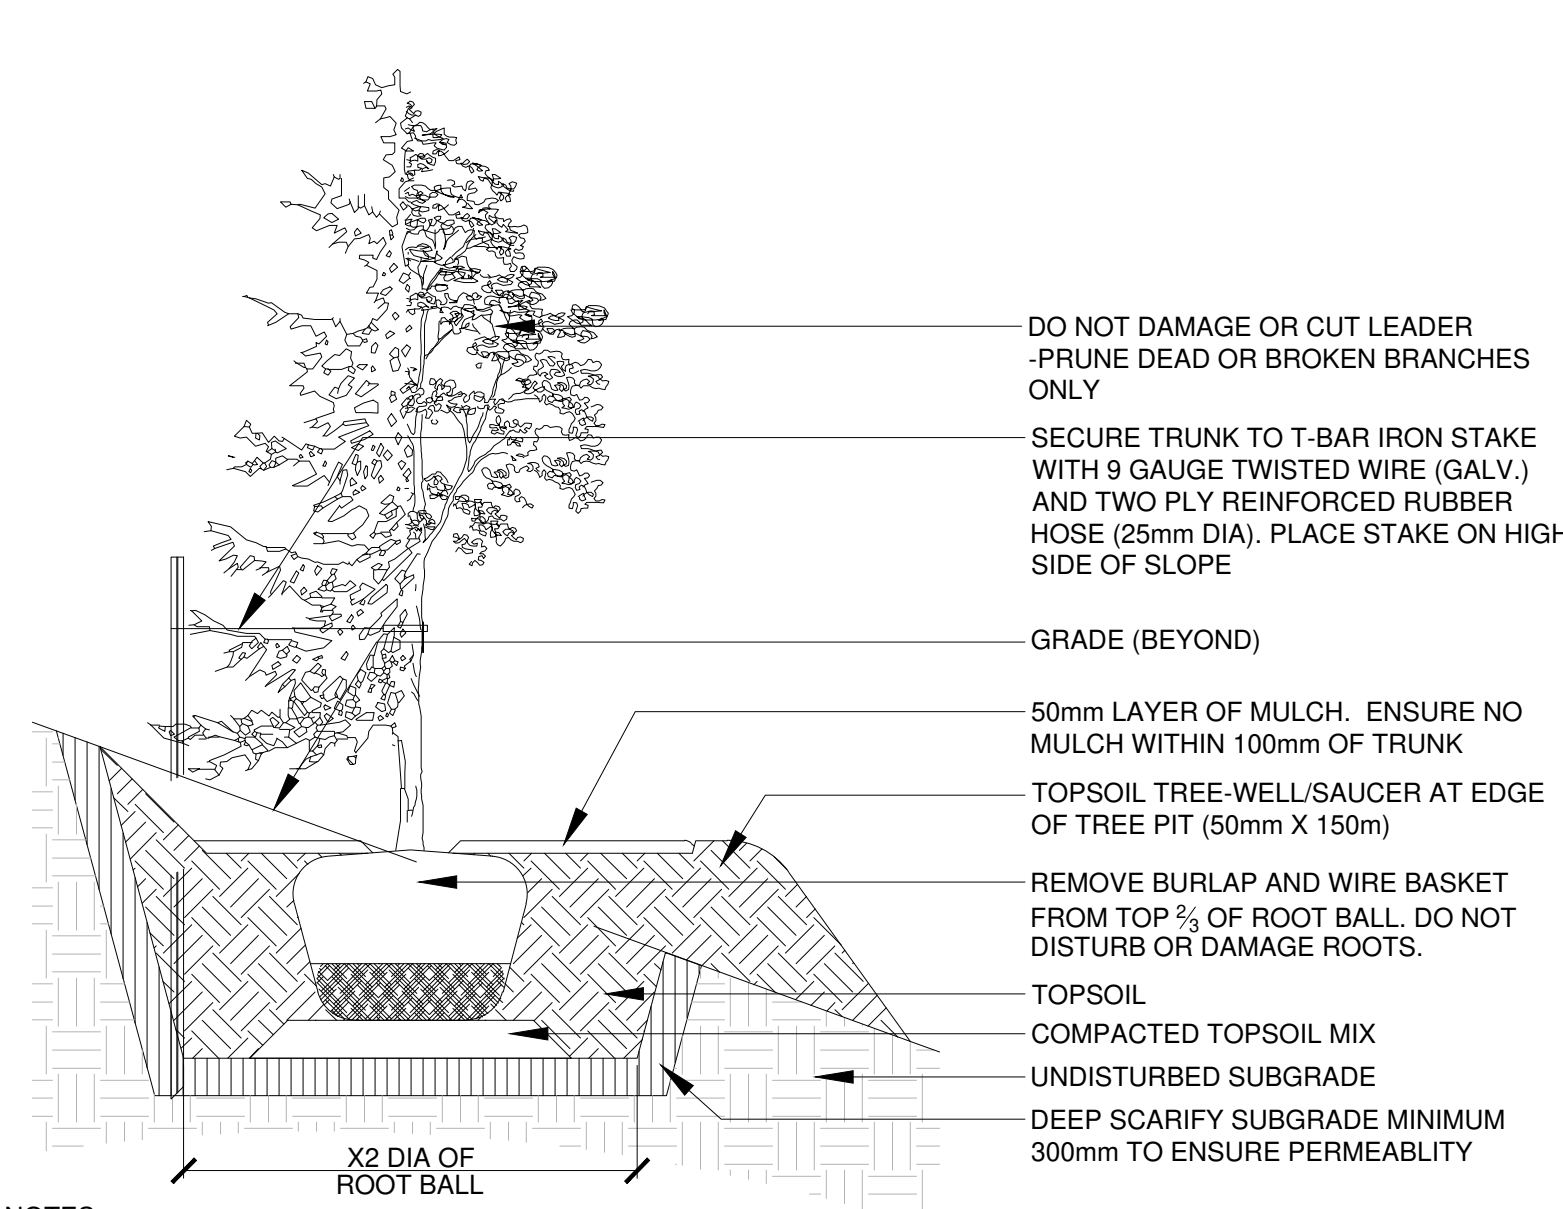 DO NOT DAMAGE OR CUT LEADER
-PRUNE DEAD OR BROKEN BRANCHES
ONLY
SECURE TRUNK TO T-BAR IRON STAKE
WITH 9 GAUGE TWISTED WIRE (GALV.)
AND TWO PLY REINFORCED RUBBER
HOSE (25mm DIA). PLACE STAKE ON HIGH
SIDE OF SLOPE
GRADE (BEYOND)
50mm LAYER OF MULCH.  ENSURE NO
MULCH WITHIN 100mm OF TRUNK
TOPSOIL TREE-WELL/SAUCER AT EDGE
OF TREE PIT (50mm X 150m)
REMOVE BURLAP AND WIRE BASKET
FROM TOP ⅔ OF ROOT BALL. DO NOT
DISTURB OR DAMAGE ROOTS.
TOPSOIL
COMPACTED TOPSOIL MIX
UNDISTURBED SUBGRADE
DEEP SCARIFY SUBGRADE MINIMUM
300mm TO ENSURE PERMEABLITY
X2 DIA OF
ROOT BALL